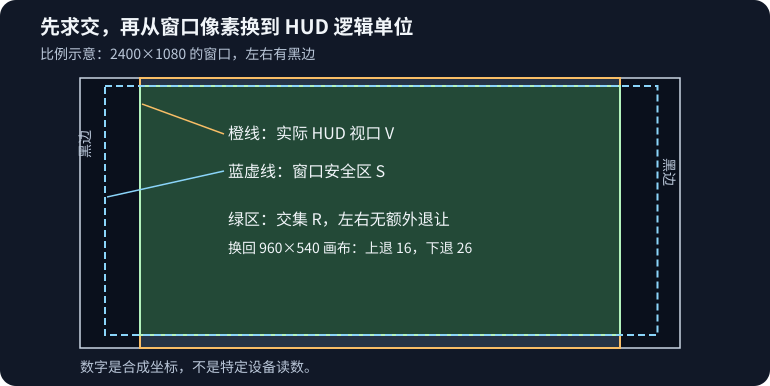 先求交，再从窗口像素换到 HUD 逻辑单位
比例示意：2400×1080 的窗口，左右有黑边
黑边
橙线：实际 HUD 视口 V
蓝虚线：窗口安全区 S
黑边
绿区：交集 R，左右无额外退让
换回 960×540 画布：上退 16，下退 26
数字是合成坐标，不是特定设备读数。